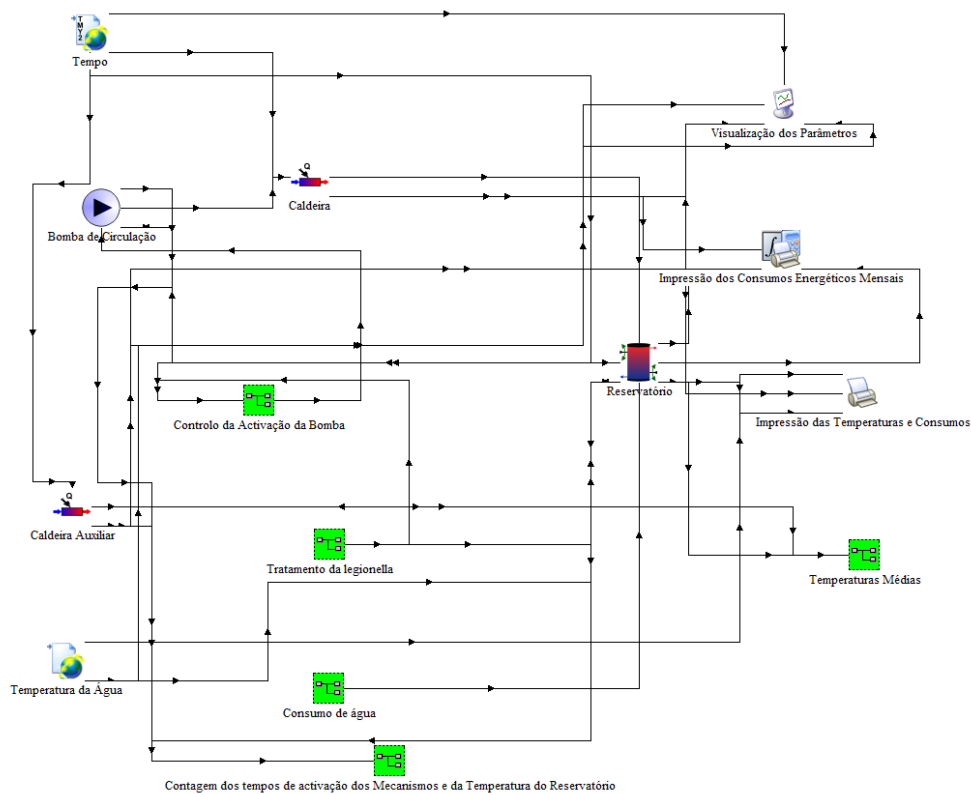 TMY2
Tempo
Visualização dos Parâmetros
Q
Caldeira
Bomba de Circulação
Impressão dos Consumos Energéticos Mensais
Reservatório
Controlo da Activação da Bomba
Impressão das Temperaturas e Consumos
Q
Caldeira Auxiliar
Tratamento da legionella
Temperaturas Médias
Temperatura da Água
Consumo de água
Contagem dos tempos de activação dos Mecanismos e da Temperatura do Reservatório